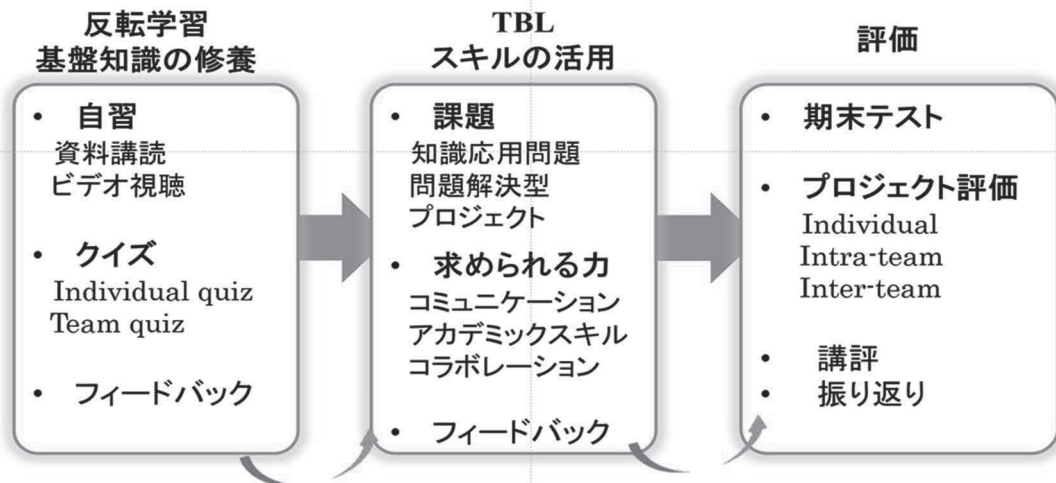 反転学習
基盤知識の修養
• 自習
資料講読
ビデオ視聴
• クイズ
Individual quiz
Team quiz
• フィードバック
TBL
スキルの活用
• 課題
知識応用問題
問題解決型
プロジェクト
• 求められる力
コミュニケーション
アカデミックスキル
コラボレーション
• フィードバック
評価
• 期末テスト
• プロジェクト評価
Individual
Intra-team
Inter-team
• 講評
• 振り返り